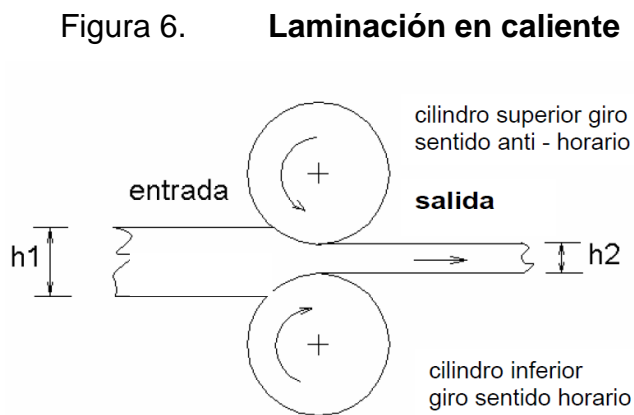 Figura 6. Laminación en caliente
cilindro superior giro
sentido anti - horario
entrada
salida
h1
h2
cilindro inferior
giro sentido horario